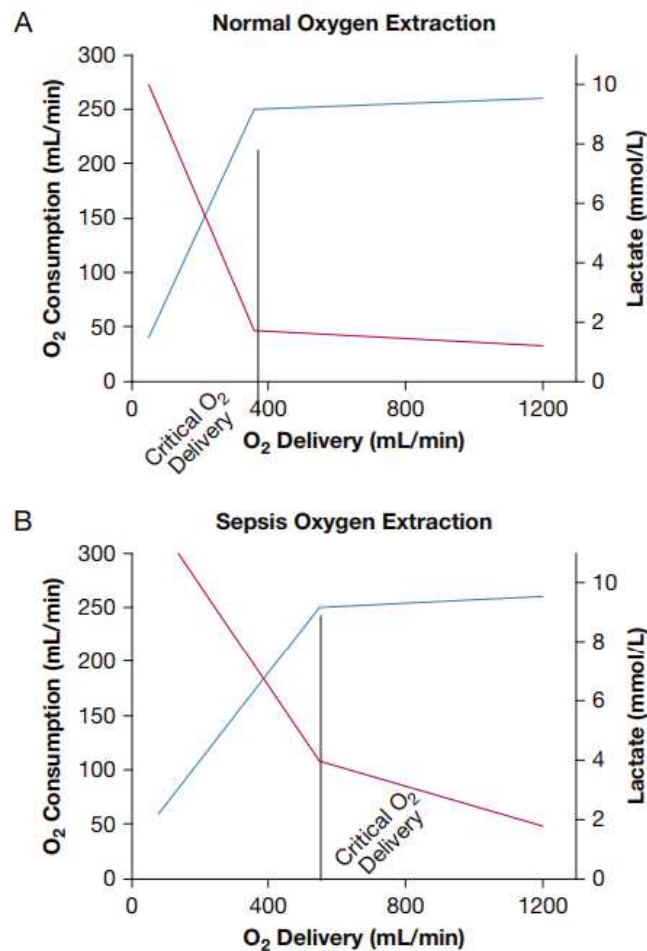 A
Normal Oxygen Extraction
300
250
200
150
100
50
0
O₂ Consumption (mL/min)
10
8
6
4
2
0
Lactate (mmol/L)
0
400
800
1200
Critical O₂
Delivery
O₂ Delivery (mL/min)
B
Sepsis Oxygen Extraction
300
250
200
150
100
50
0
O₂ Consumption (mL/min)
10
8
6
4
2
0
Lactate (mmol/L)
Critical O₂
Delivery
0
400
800
1200
O₂ Delivery (mL/min)